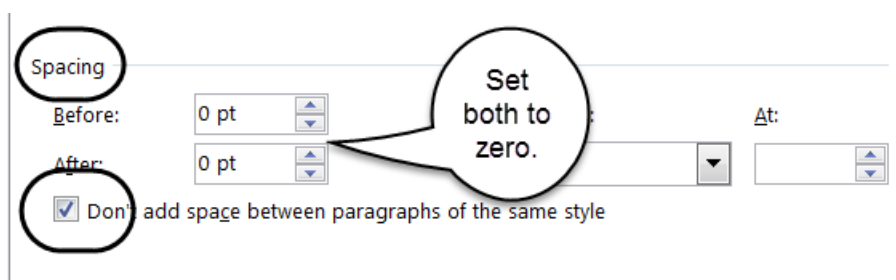 Spacing
Before: 0 pt At:
After: 0 pt
Don't add space between paragraphs of the same style
Set
both to
zero.